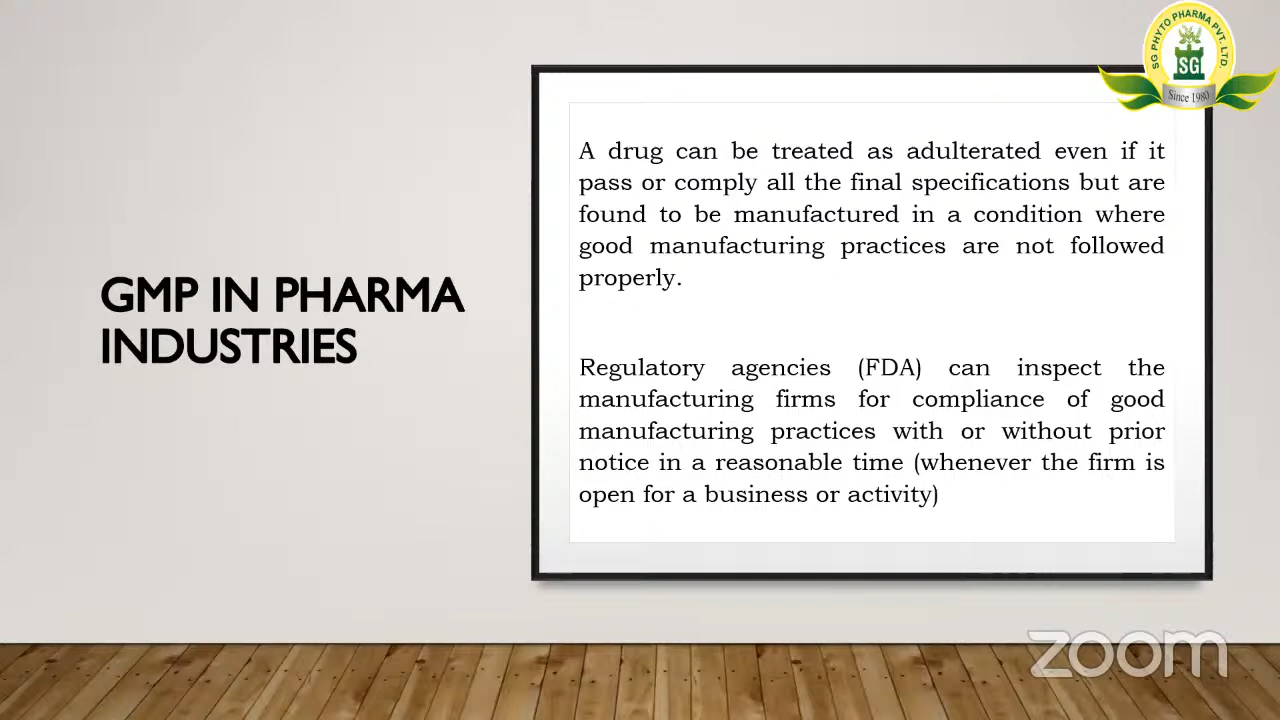 SG PHYTO PHARMA PVT. LTD.
SGI
Since 1980
GMP IN PHARMA
INDUSTRIES
A drug can be treated as adulterated even if it
pass or comply all the final specifications but are
found to be manufactured in a condition where
good manufacturing practices are not followed
properly.
Regulatory agencies (FDA) can inspect the
manufacturing firms for compliance of good
manufacturing practices with or without prior
notice in a reasonable time (whenever the firm is
open for a business or activity)
zoom